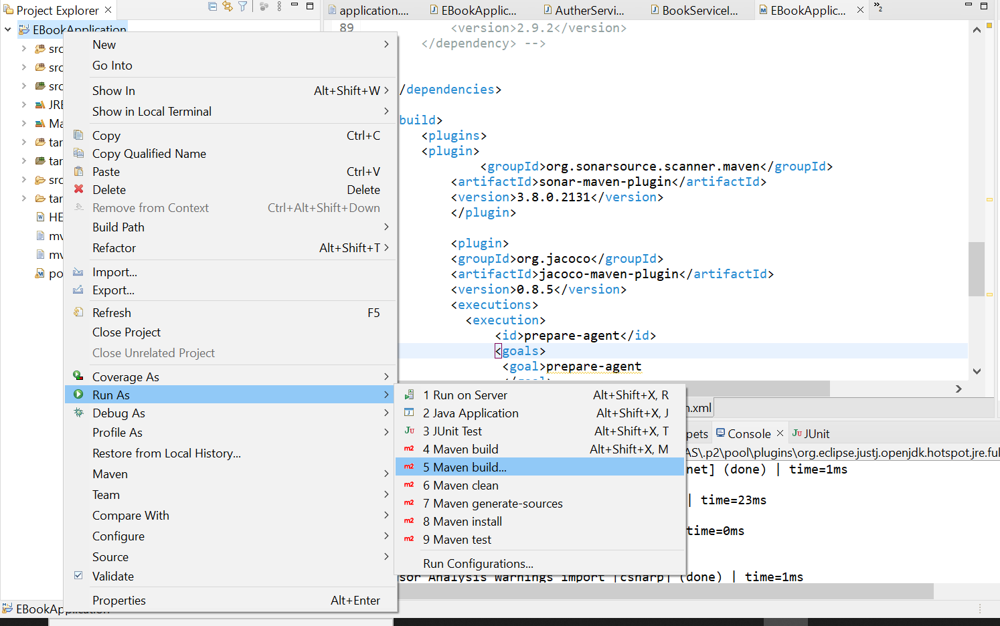 Project Explorer
application....
EBookApplic...
AutherServi...
BookServiceI...
EBookApplic...
2
EBookApplication
src
src
src
JRE
Ma
tar
tar
src
tar
HE
mv
mv
po
New
Go Into
Show In Alt+Shift+W
Show in Local Terminal
Copy Ctrl+C
Copy Qualified Name
Paste Ctrl+V
Delete Delete
Remove from Context Ctrl+Alt+Shift+Down
Build Path
Refactor Alt+Shift+T
Import...
Export...
Refresh F5
Close Project
Close Unrelated Project
Coverage As
Run As
Debug As
Profile As
Restore from Local History...
Maven
Team
Compare With
Configure
Source
Validate
Properties Alt+Enter
1 Run on Server Alt+Shift+X, R
2 Java Application Alt+Shift+X, J
3 JUnit Test Alt+Shift+X, T
4 Maven build Alt+Shift+X, M
5 Maven build...
6 Maven clean
7 Maven generate-sources
8 Maven install
9 Maven test
Run Configurations...
89 <version>2.9.2</version>
</dependency> -->
/dependencies>
build>
<plugins>
<plugin>
<groupId>org.sonarsource.scanner.maven</groupId>
<artifactId>sonar-maven-plugin</artifactId>
<version>3.8.0.2131</version>
</plugin>
<plugin>
<groupId>org.jacoco</groupId>
<artifactId>jacoco-maven-plugin</artifactId>
<version>0.8.5</version>
<executions>
<execution>
<id>prepare-agent</id>
<goals>
<goal>prepare-agent
n.xml
pets
Console
JUnit
AS\.p2\pool\plugins\org.eclipse.justj.openjdk.hotspot.jre.ful
net] (done) | time=1ms
| time=23ms
time=0ms
sor Analysis Warnings import [csharp] (done) | time=1ms
EBookApplication